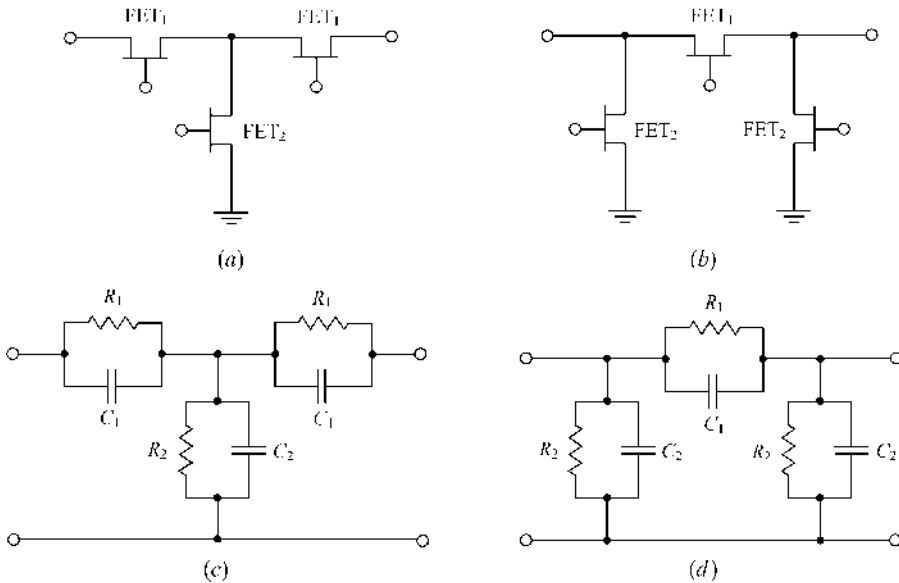 FET1 FET1 FET1
FET2 FET2 FET2
(a) (b)
R1 R1 R1
C1 C1 C1
R2 C2 R2 C2 R2 C2
(c) (d)